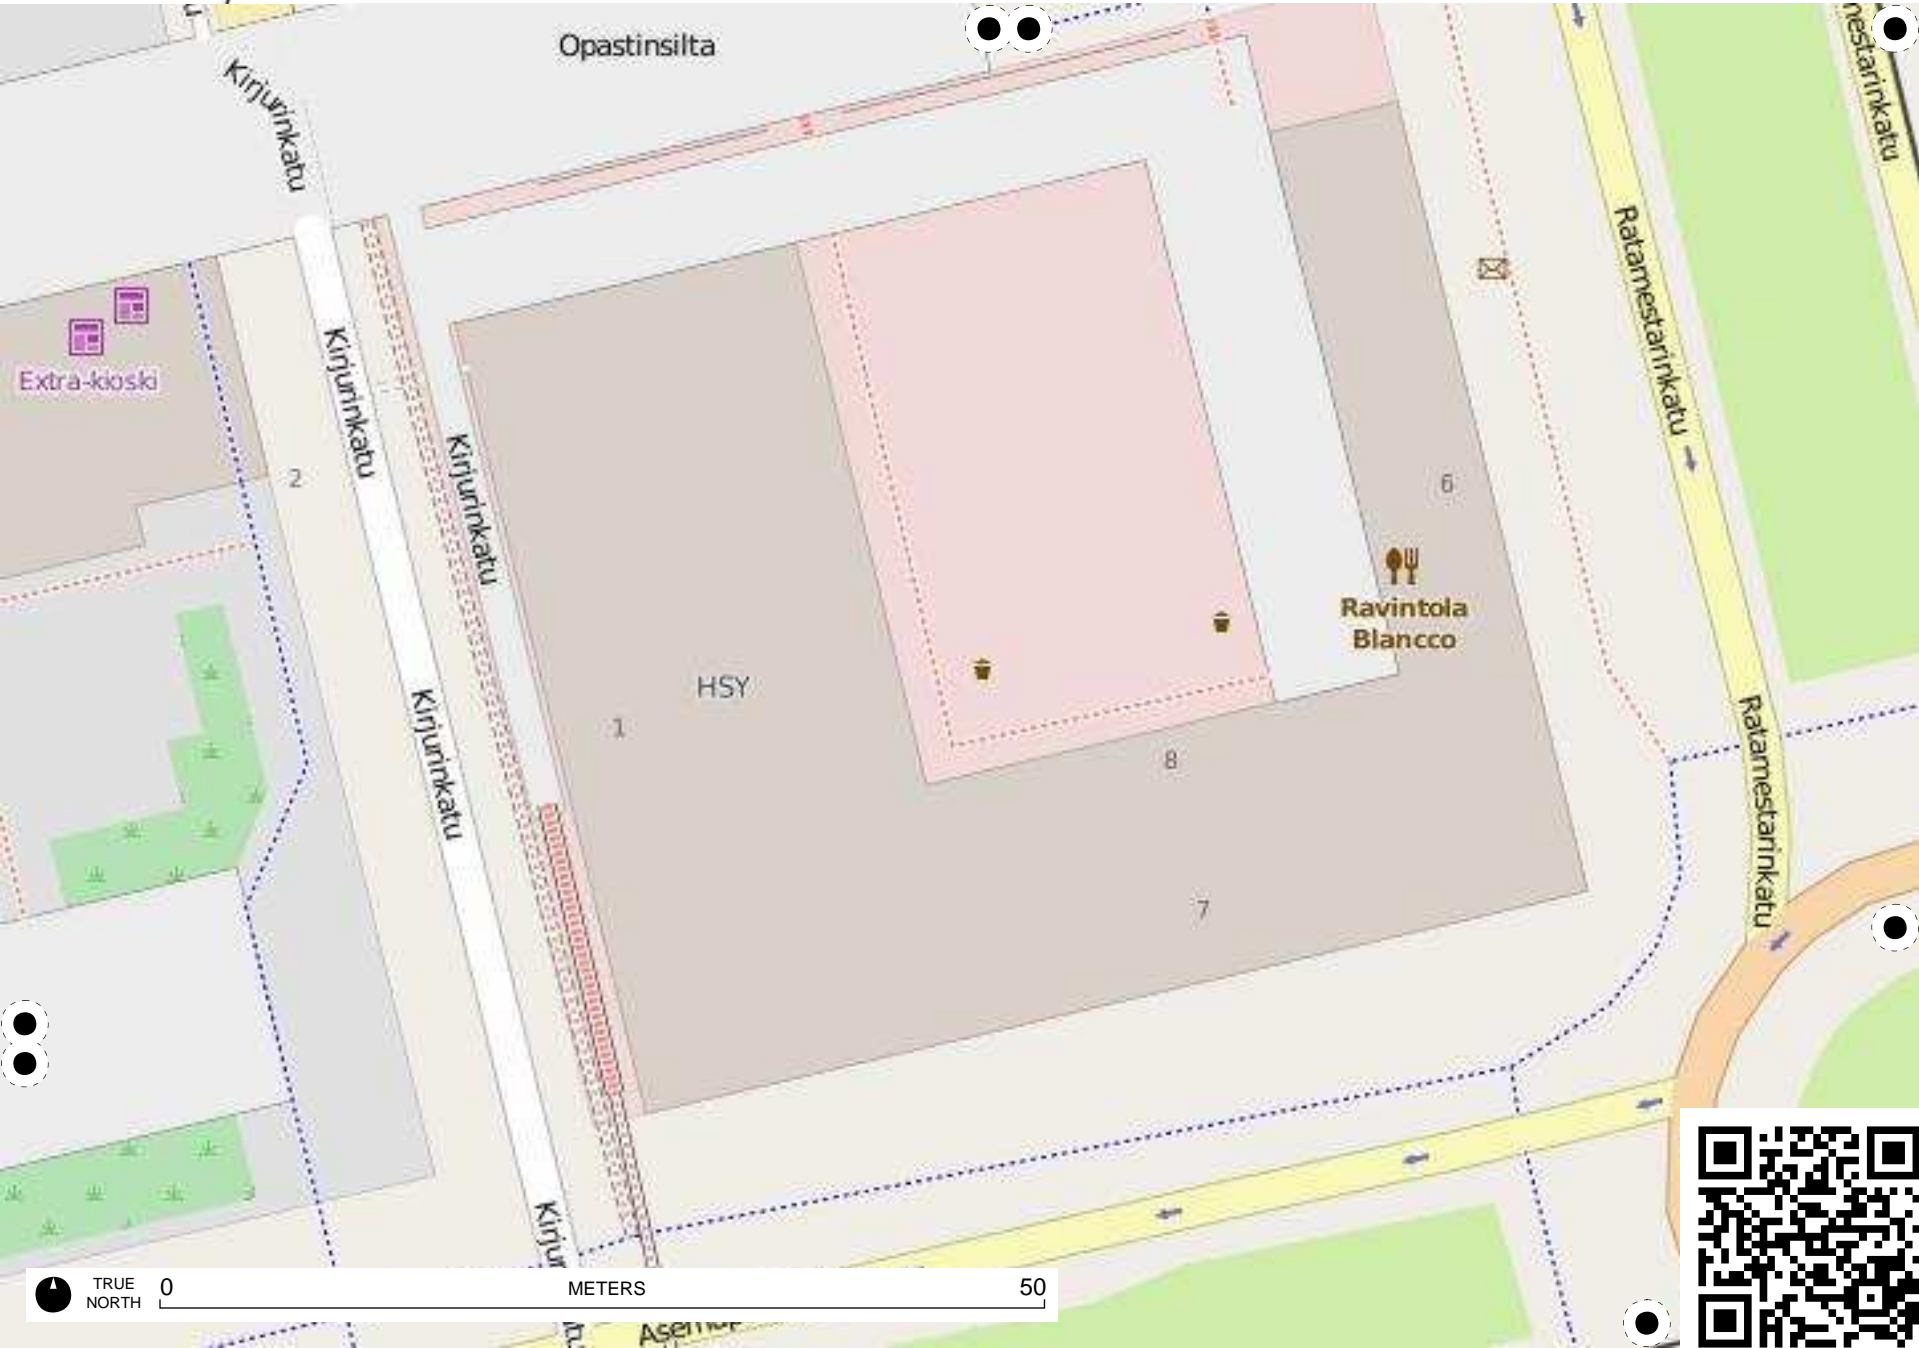 Opastinsilta
Kirjurinkatu
Ratamestarinkatu
Extra-kioski
Kirjurinkatu
2
Kirjurinkatu
6
Ravintola
Blancco
HSY
1
Kirjurinkatu
8
Ratamestarinkatu
7
TRUE
NORTH
0
METERS
50